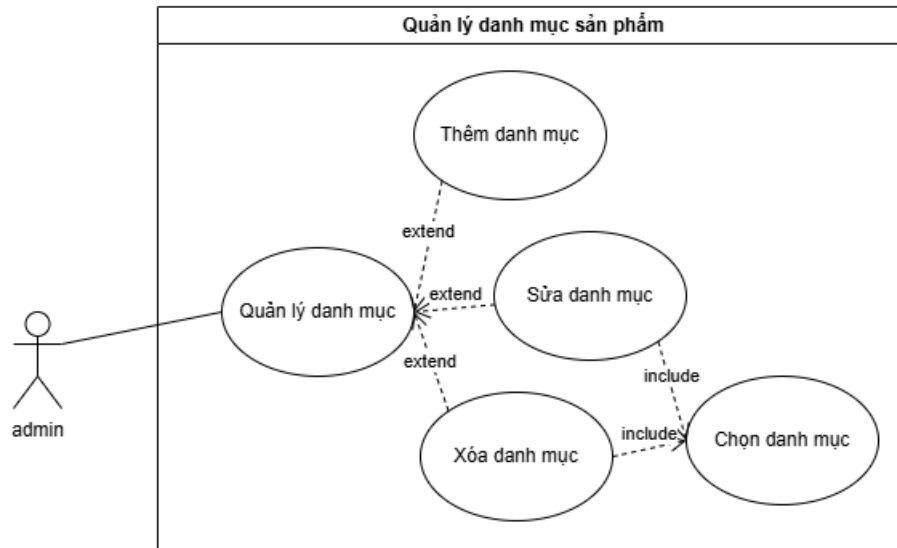 Quản lý danh mục sản phẩm
Thêm danh mục
extend
Quản lý danh mục
extend
Sửa danh mục
extend
include
admin
Xóa danh mục
include
Chọn danh mục